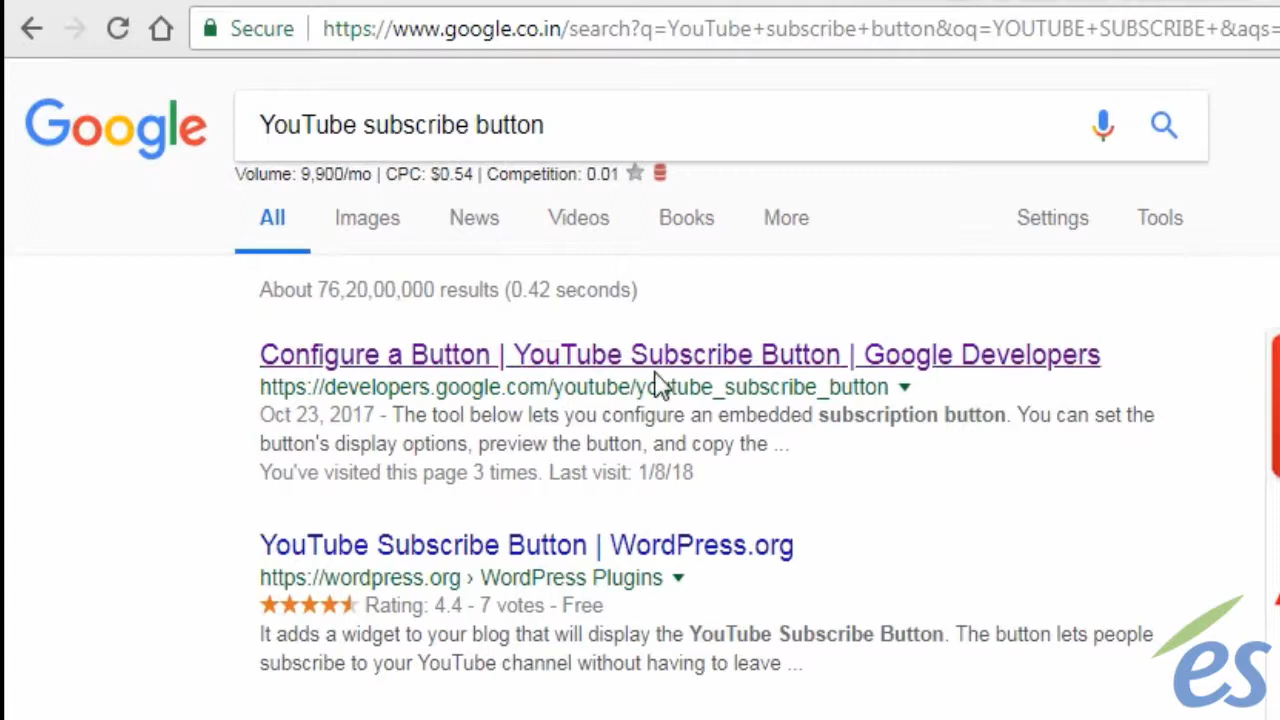 Secure https://www.google.co.in/search?q=YouTube+subscribe+button&oq=YOUTUBE+SUBSCRIBE+&aqs=
Google YouTube subscribe button
Volume: 9,900/mo | CPC: $0.54 | Competition: 0.01
All Images News Videos Books More Settings Tools
About 76,20,00,000 results (0.42 seconds)
Configure a Button | YouTube Subscribe Button | Google Developers
https://developers.google.com/youtube/youtube_subscribe_button
Oct 23, 2017 - The tool below lets you configure an embedded subscription button. You can set the
button's display options, preview the button, and copy the ...
You've visited this page 3 times. Last visit: 1/8/18
YouTube Subscribe Button | WordPress.org
https://wordpress.org › WordPress Plugins
Rating: 4.4 - 7 votes - Free
It adds a widget to your blog that will display the YouTube Subscribe Button. The button lets people
subscribe to your YouTube channel without having to leave ...
es